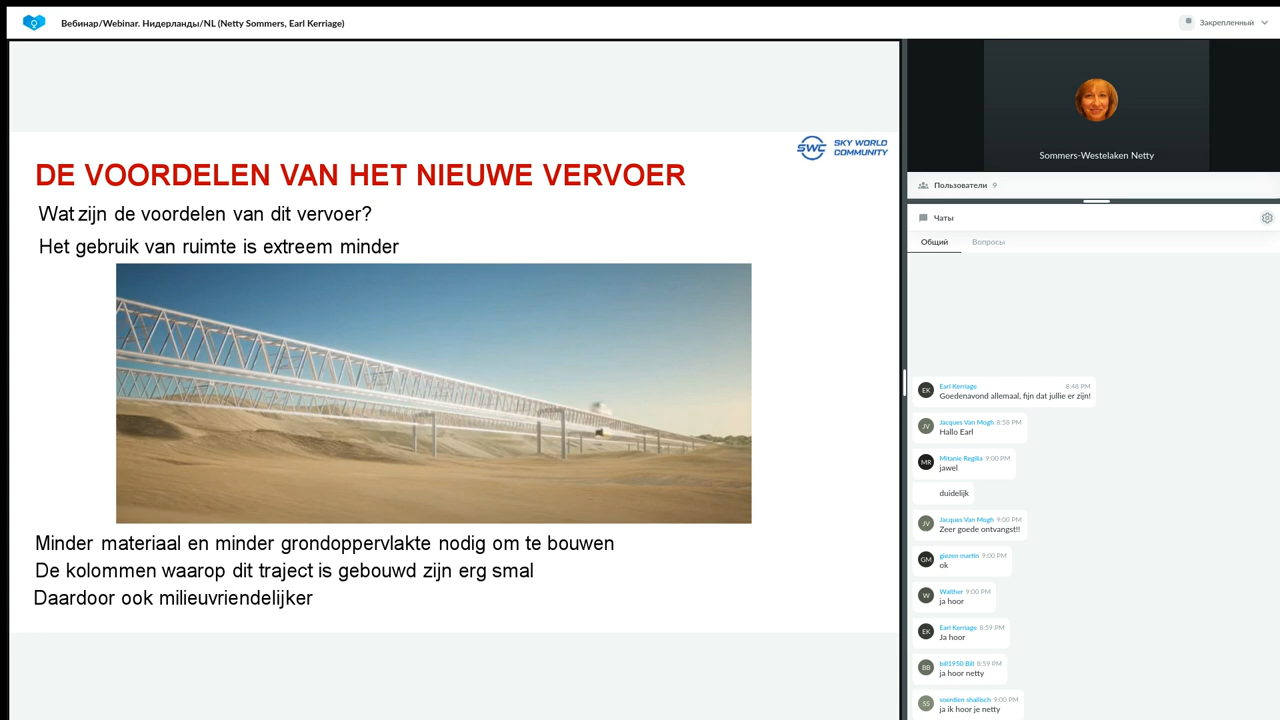 Вебинар/Webinar. Нидерланды/NL (Netty Sommers, Earl Kerriage)
Закрепленный
SWC SKY WORLD
COMMUNITY
DE VOORDELEN VAN HET NIEUWE VERVOER
Wat zijn de voordelen van dit vervoer?
Het gebruik van ruimte is extreem minder
Minder materiaal en minder grondoppervlakte nodig om te bouwen
De kolommen waarop dit traject is gebouwd zijn erg smal
Daardoor ook milieuvriendelijker
Sommers-Westelaken Netty
Пользователи 9
Чаты
Общий Вопросы
EK Earl Kerriage 8:48 PM
Goedenavond allemaal, fijn dat jullie er zijn!
JV Jacques Van Mogh 8:58 PM
Hallo Earl
MR Mitanie Regilia 9:00 PM
jawel
duidelijk
JV Jacques Van Mogh 9:00 PM
Zeer goede ontvangst!!
GM giezen martin 9:00 PM
ok
W Walther 9:00 PM
ja hoor
EK Earl Kerriage 8:59 PM
Ja hoor
BB bill1950 Bill 8:59 PM
ja hoor netty
SS soerdien shailisch 9:00 PM
ja ik hoor je netty